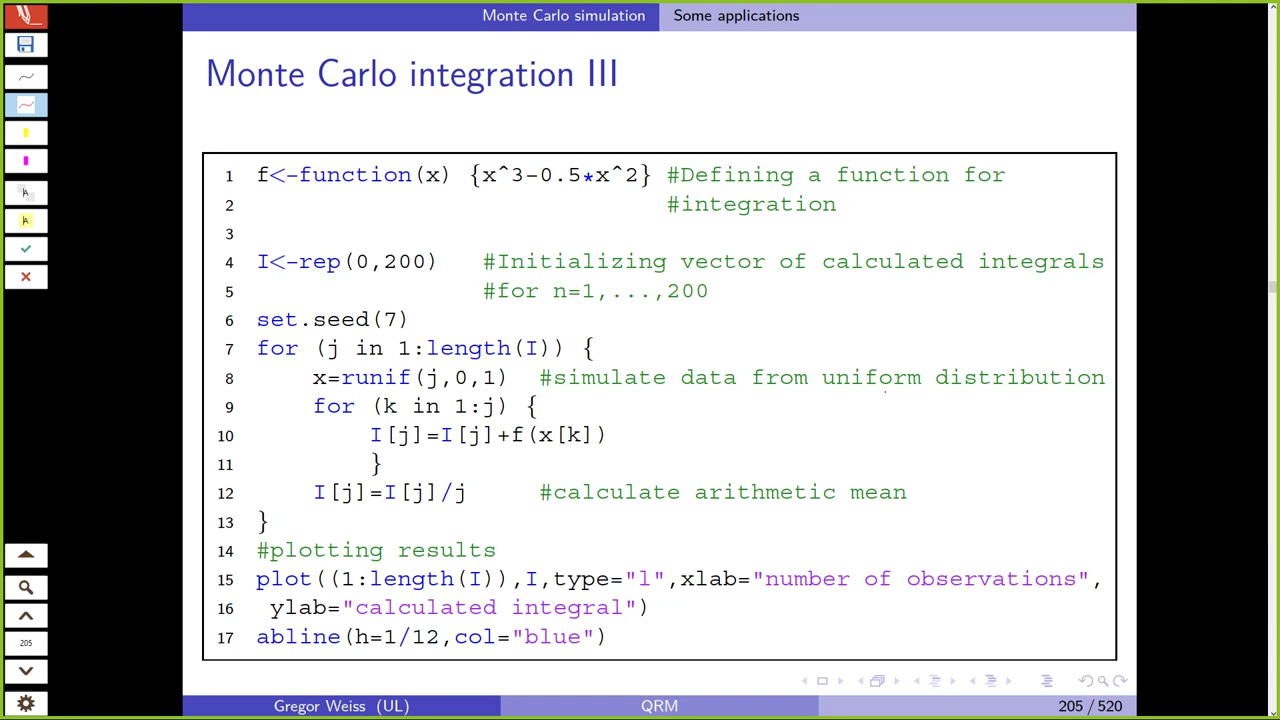 Monte Carlo simulation Some applications
Monte Carlo integration III
1 f<-function(x) {x^3-0.5*x^2} #Defining a function for
2 #integration
3
4 I<-rep(0,200) #Initializing vector of calculated integrals
5 #for n=1,...,200
6 set.seed(7)
7 for (j in 1:length(I)) {
8 x=runif(j,0,1) #simulate data from uniform distribution
9 for (k in 1:j) {
10 I[j]=I[j]+f(x[k])
11 }
12 I[j]=I[j]/j #calculate arithmetic mean
13 }
14 #plotting results
15 plot((1:length(I)),I,type="l",xlab="number of observations",
16 ylab="calculated integral")
17 abline(h=1/12,col="blue")
205
Gregor Weiss (UL) QRM 205 / 520